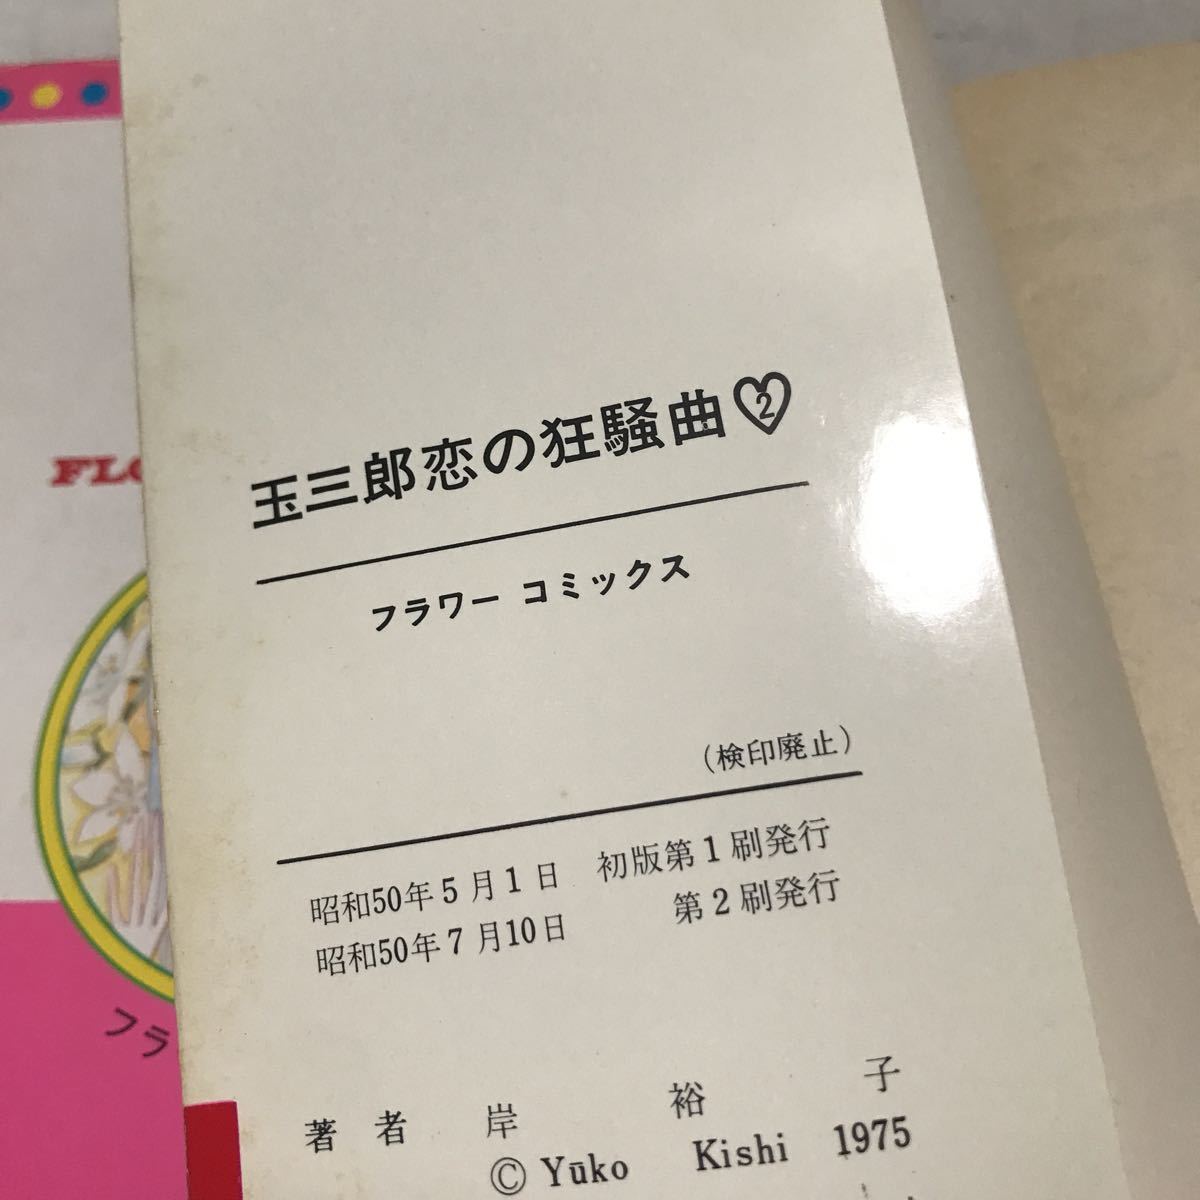 FLO
フラ
玉三郎恋の狂騒曲 2
フラワー コミックス
(検印廃止)
昭和50年5月1日 初版第1刷発行
昭和50年7月10日 第2刷発行
著者 岸裕子
© Yūko Kishi 1975